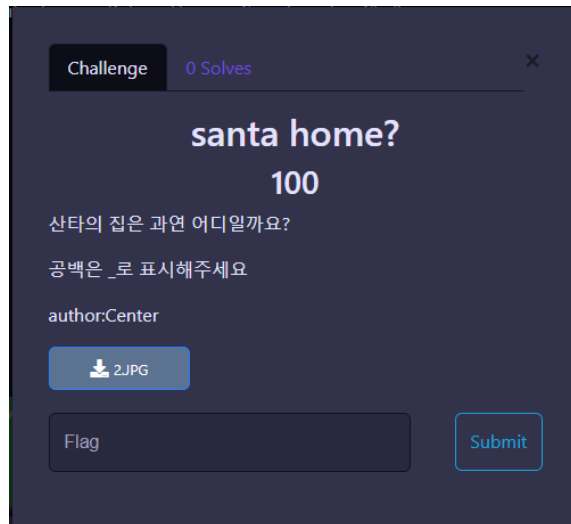 Challenge
0 Solves
×
santa home?
100
산타의 집은 과연 어디일까요?
공백은 _로 표시해주세요
author:Center
2.JPG
Flag
Submit